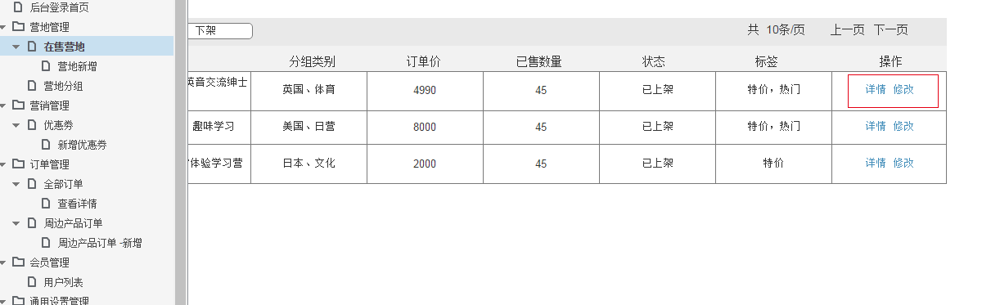 后台登录首页
营地管理
在售营地
营地新增
营地分组
营销管理
优惠券
新增优惠券
订单管理
全部订单
查看详情
周边产品订单
周边产品订单 -新增
会员管理
用户列表
通用设置管理
下架 共 10条/页 上一页 下一页
分组类别 订单价 已售数量 状态 标签 操作
英音交流绅士 英国、体育 4990 45 已上架 特价，热门 详情 修改
趣味学习 美国、日营 8000 45 已上架 特价，热门 详情 修改
体验学习营 日本、文化 2000 45 已上架 特价 详情 修改